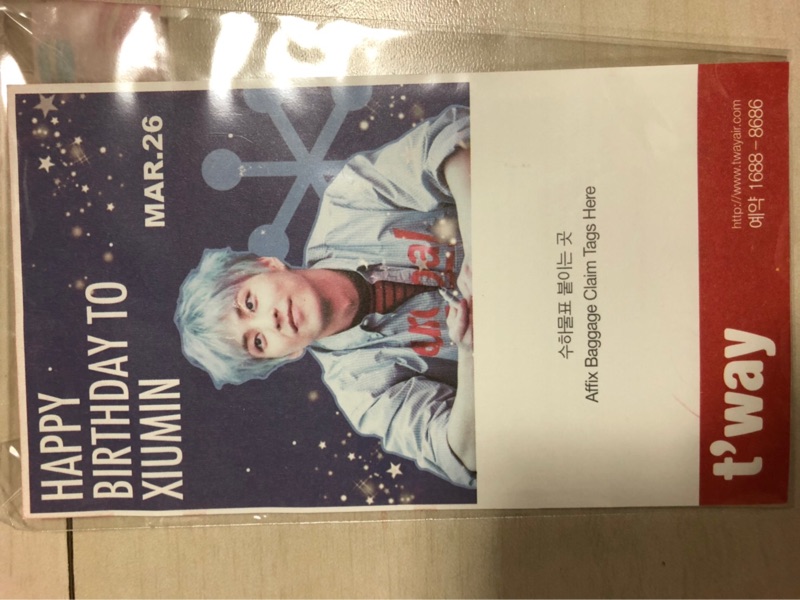 HAPPY
BIRTHDAY TO
XIUMIN
MAR.26
수하물표 붙이는 곳
Affix Baggage Claim Tags Here
t'way
http://www.twayair.com
예약 1688-8686